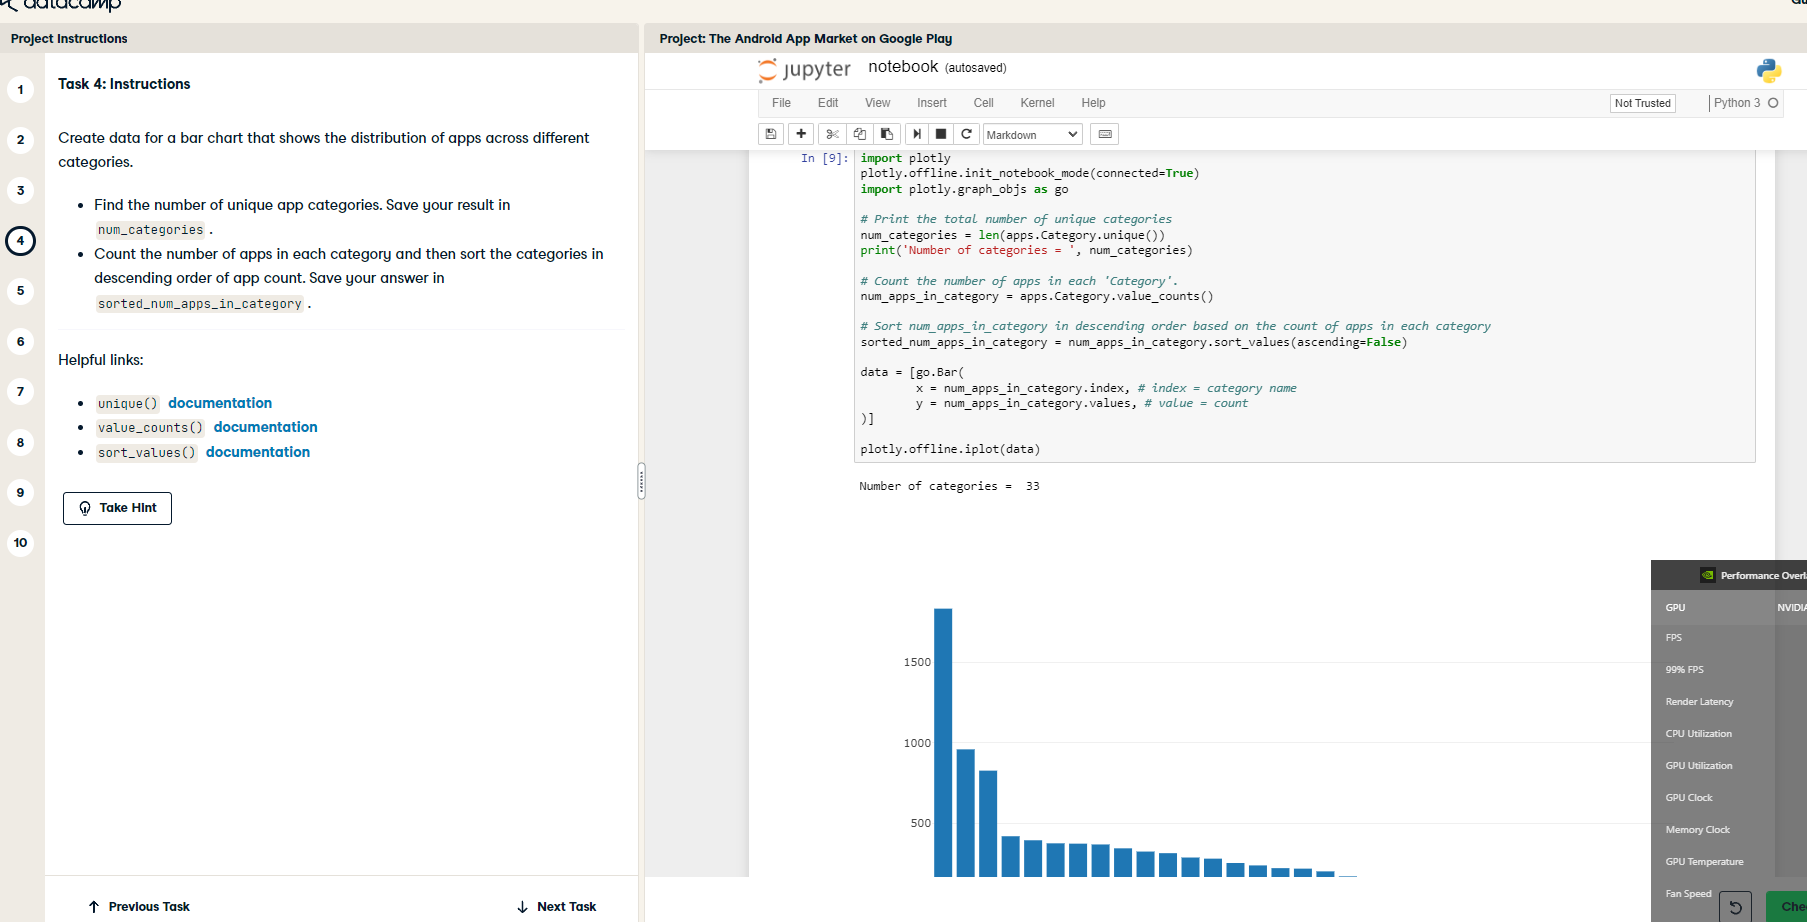 datacamp
Project Instructions
Project: The Android App Market on Google Play
1
2
3
4
5
6
7
8
9
10
Task 4: Instructions
Create data for a bar chart that shows the distribution of apps across different
categories.
Find the number of unique app categories. Save your result in
num_categories .
Count the number of apps in each category and then sort the categories in
descending order of app count. Save your answer in
sorted_num_apps_in_category .
Helpful links:
unique() documentation
value_counts() documentation
sort_values() documentation
Take Hint
Previous Task
Next Task
jupyter notebook (autosaved)
File Edit View Insert Cell Kernel Help
Not Trusted
Python 3
Markdown
In [9]: import plotly
plotly.offline.init_notebook_mode(connected=True)
import plotly.graph_objs as go
# Print the total number of unique categories
num_categories = len(apps.Category.unique())
print('Number of categories = ', num_categories)
# Count the number of apps in each 'Category'.
num_apps_in_category = apps.Category.value_counts()
# Sort num_apps_in_category in descending order based on the count of apps in each category
sorted_num_apps_in_category = num_apps_in_category.sort_values(ascending=False)
data = [go.Bar(
x = num_apps_in_category.index, # index = category name
y = num_apps_in_category.values, # value = count
)]
plotly.offline.iplot(data)
Number of categories =  33
1500
1000
500
Performance Overl
GPU NVIDIA
FPS
99% FPS
Render Latency
CPU Utilization
GPU Utilization
GPU Clock
Memory Clock
GPU Temperature
Fan Speed
Che